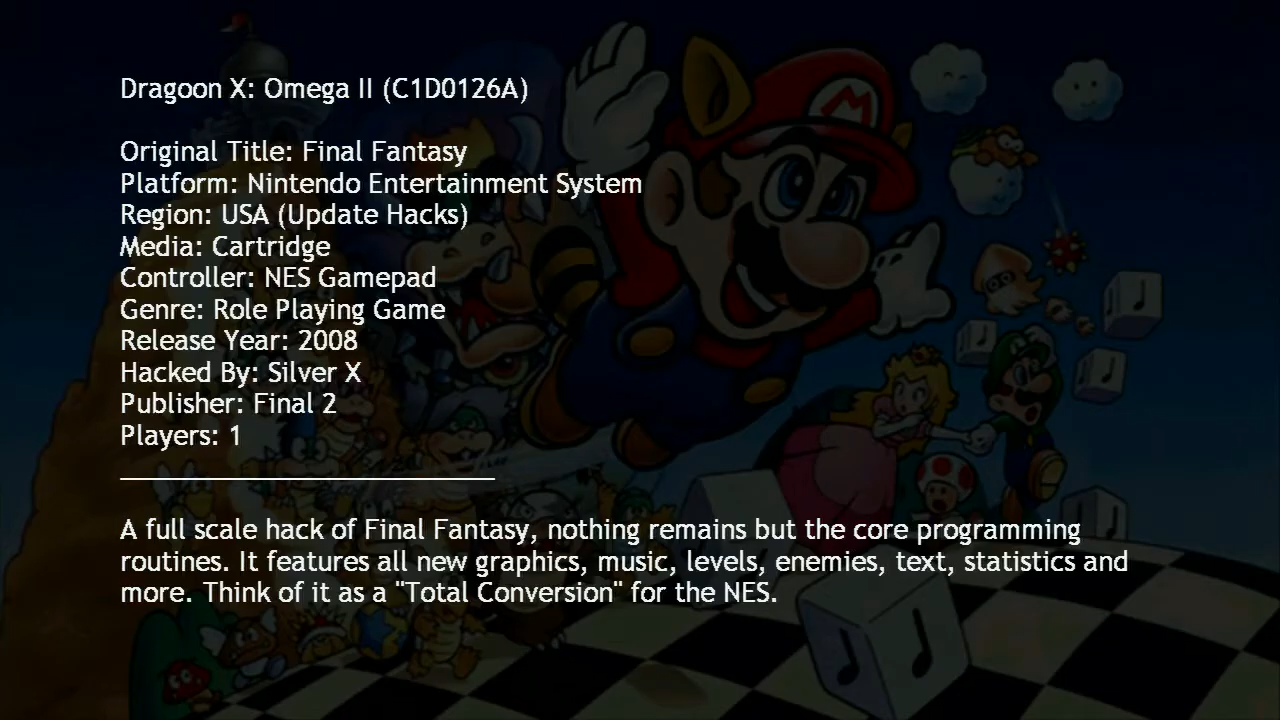 Dragoon X: Omega II (C1D0126A)
Original Title: Final Fantasy
Platform: Nintendo Entertainment System
Region: USA (Update Hacks)
Media: Cartridge
Controller: NES Gamepad
Genre: Role Playing Game
Release Year: 2008
Hacked By: Silver X
Publisher: Final 2
Players: 1
A full scale hack of Final Fantasy, nothing remains but the core programming
routines. It features all new graphics, music, levels, enemies, text, statistics and
more. Think of it as a "Total Conversion" for the NES.